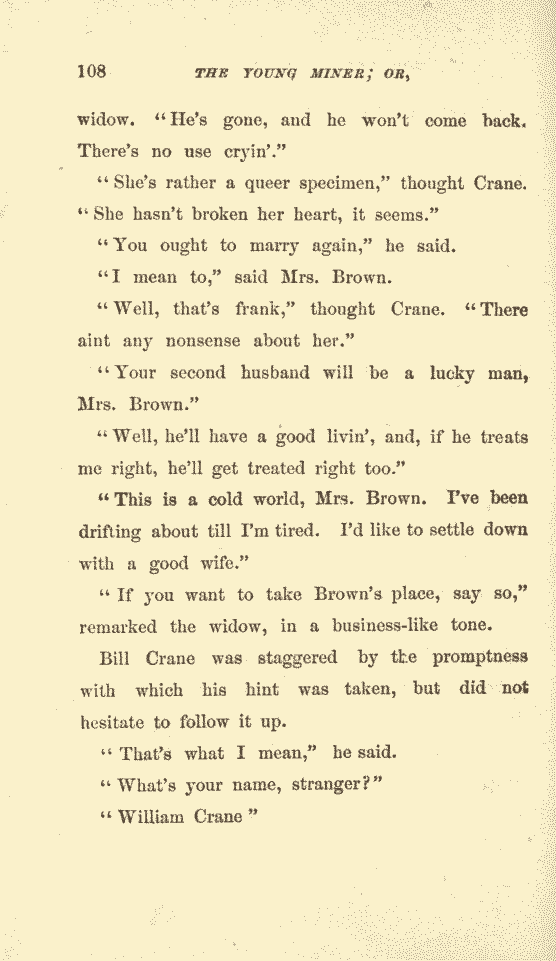 108 THE YOUNG MINER; OR,
widow. "He's gone, and he won't come back.
There's no use cryin'."
"She's rather a queer specimen," thought Crane.
"She hasn't broken her heart, it seems."
"You ought to marry again," he said.
"I mean to," said Mrs. Brown.
"Well, that's frank," thought Crane. "There
aint any nonsense about her."
"Your second husband will be a lucky man,
Mrs. Brown."
"Well, he'll have a good livin', and, if he treats
me right, he'll get treated right too."
"This is a cold world, Mrs. Brown. I've been
drifting about till I'm tired. I'd like to settle down
with a good wife."
"If you want to take Brown's place, say so,"
remarked the widow, in a business-like tone.
Bill Crane was staggered by the promptness
with which his hint was taken, but did not
hesitate to follow it up.
"That's what I mean," he said.
"What's your name, stranger?"
"William Crane"